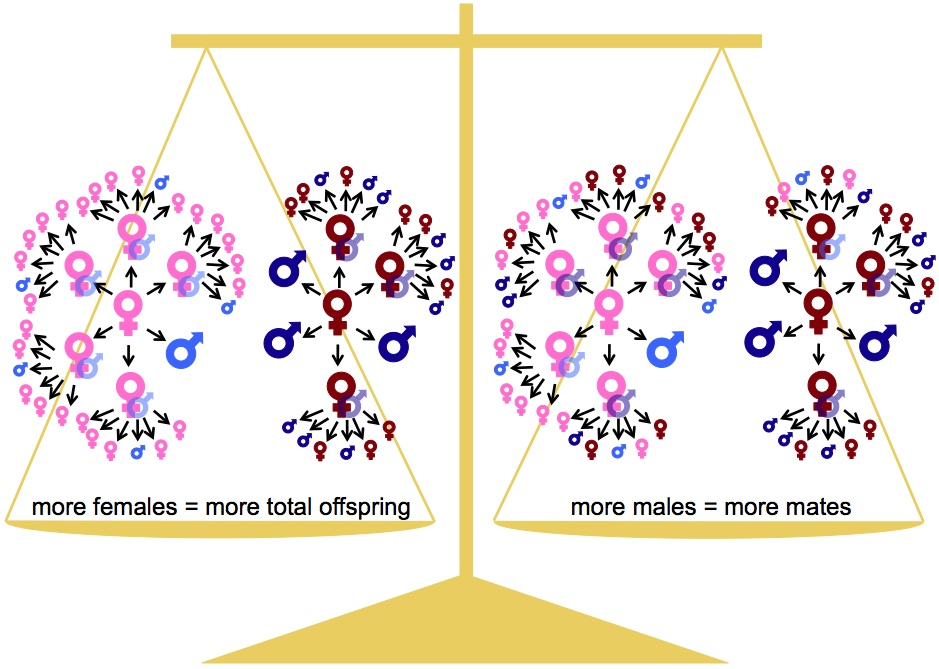 more females = more total offspring
more males = more mates